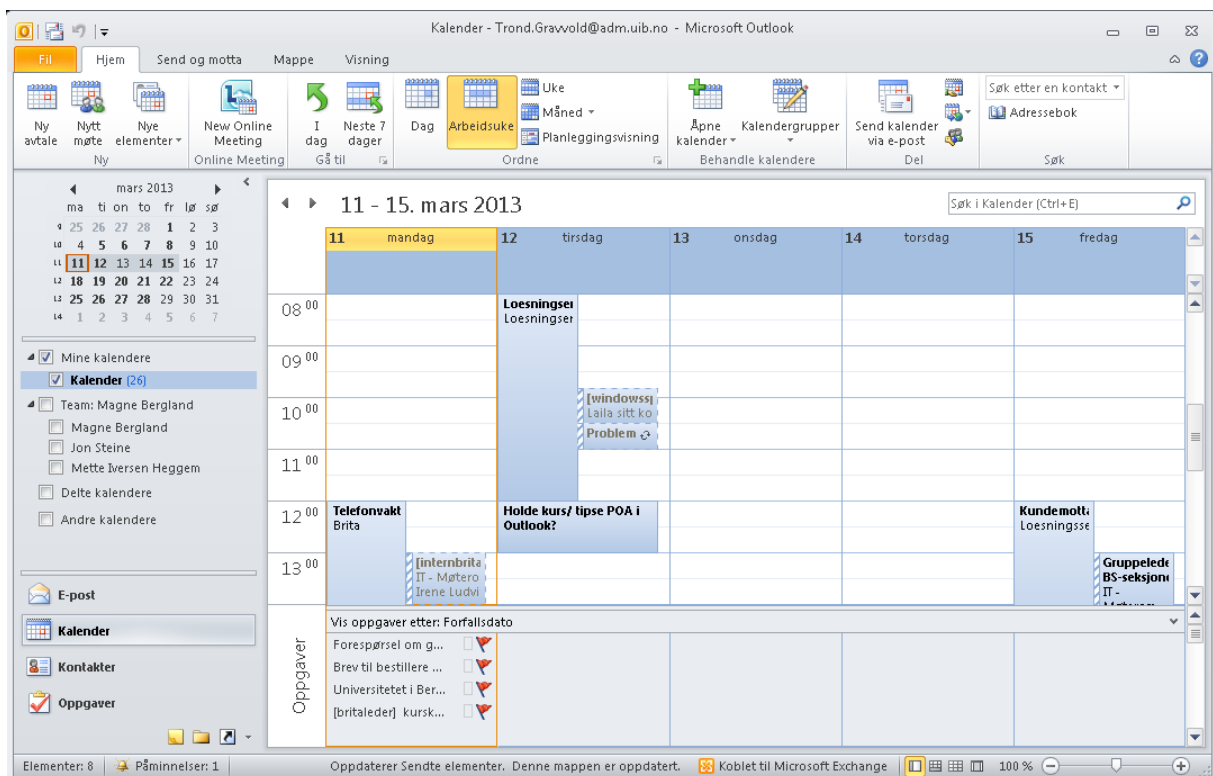 Kalender - Trond.Gravvold@adm.uib.no - Microsoft Outlook
Fil Hjem Send og motta Mappe Visning
Ny avtale
Nytt møte
Nye elementer
Ny
New Online Meeting
Online Meeting
I dag
Neste 7 dager
Gå til
Dag
Arbeidsuke
Uke
Måned
Planleggingsvisning
Ordne
Åpne kalender
Kalendergrupper
Behandle kalendere
Send kalender via e-post
Del
Søk etter en kontakt
Adressebok
Søk
mars 2013
ma ti on to fr lø sø
9 25 26 27 28 1 2 3
10 4 5 6 7 8 9 10
11 11 12 13 14 15 16 17
12 18 19 20 21 22 23 24
13 25 26 27 28 29 30 31
14 1 2 3 4 5 6 7
Mine kalendere
Kalender (26)
Team: Magne Bergland
Magne Bergland
Jon Steine
Mette Iversen Heggem
Delte kalendere
Andre kalendere
E-post
Kalender
Kontakter
Oppgaver
11 - 15. mars 2013
Søk i Kalender (Ctrl+E)
11 mandag 12 tirsdag 13 onsdag 14 torsdag 15 fredag
08 00
Loesningser
Loesningser
09 00
[windowssp
Laila sitt ko
10 00
Problem
11 00
12 00
Telefonvakt
Brita
Holde kurs/ tipse POA i
Outlook?
Kundemotta
Loesningsse
13 00
[internbrita
IT - Møtero
Irene Ludvi
Gruppelede
BS-seksjone
IT -
Oppgaver
Vis oppgaver etter: Forfallsdato
Forespørsel om g...
Brev til bestillere ...
Universitetet i Ber...
[britaleder] kursk...
Elementer: 8 Påminnelser: 1 Oppdaterer Sendte elementer. Denne mappen er oppdatert. Koblet til Microsoft Exchange 100 %